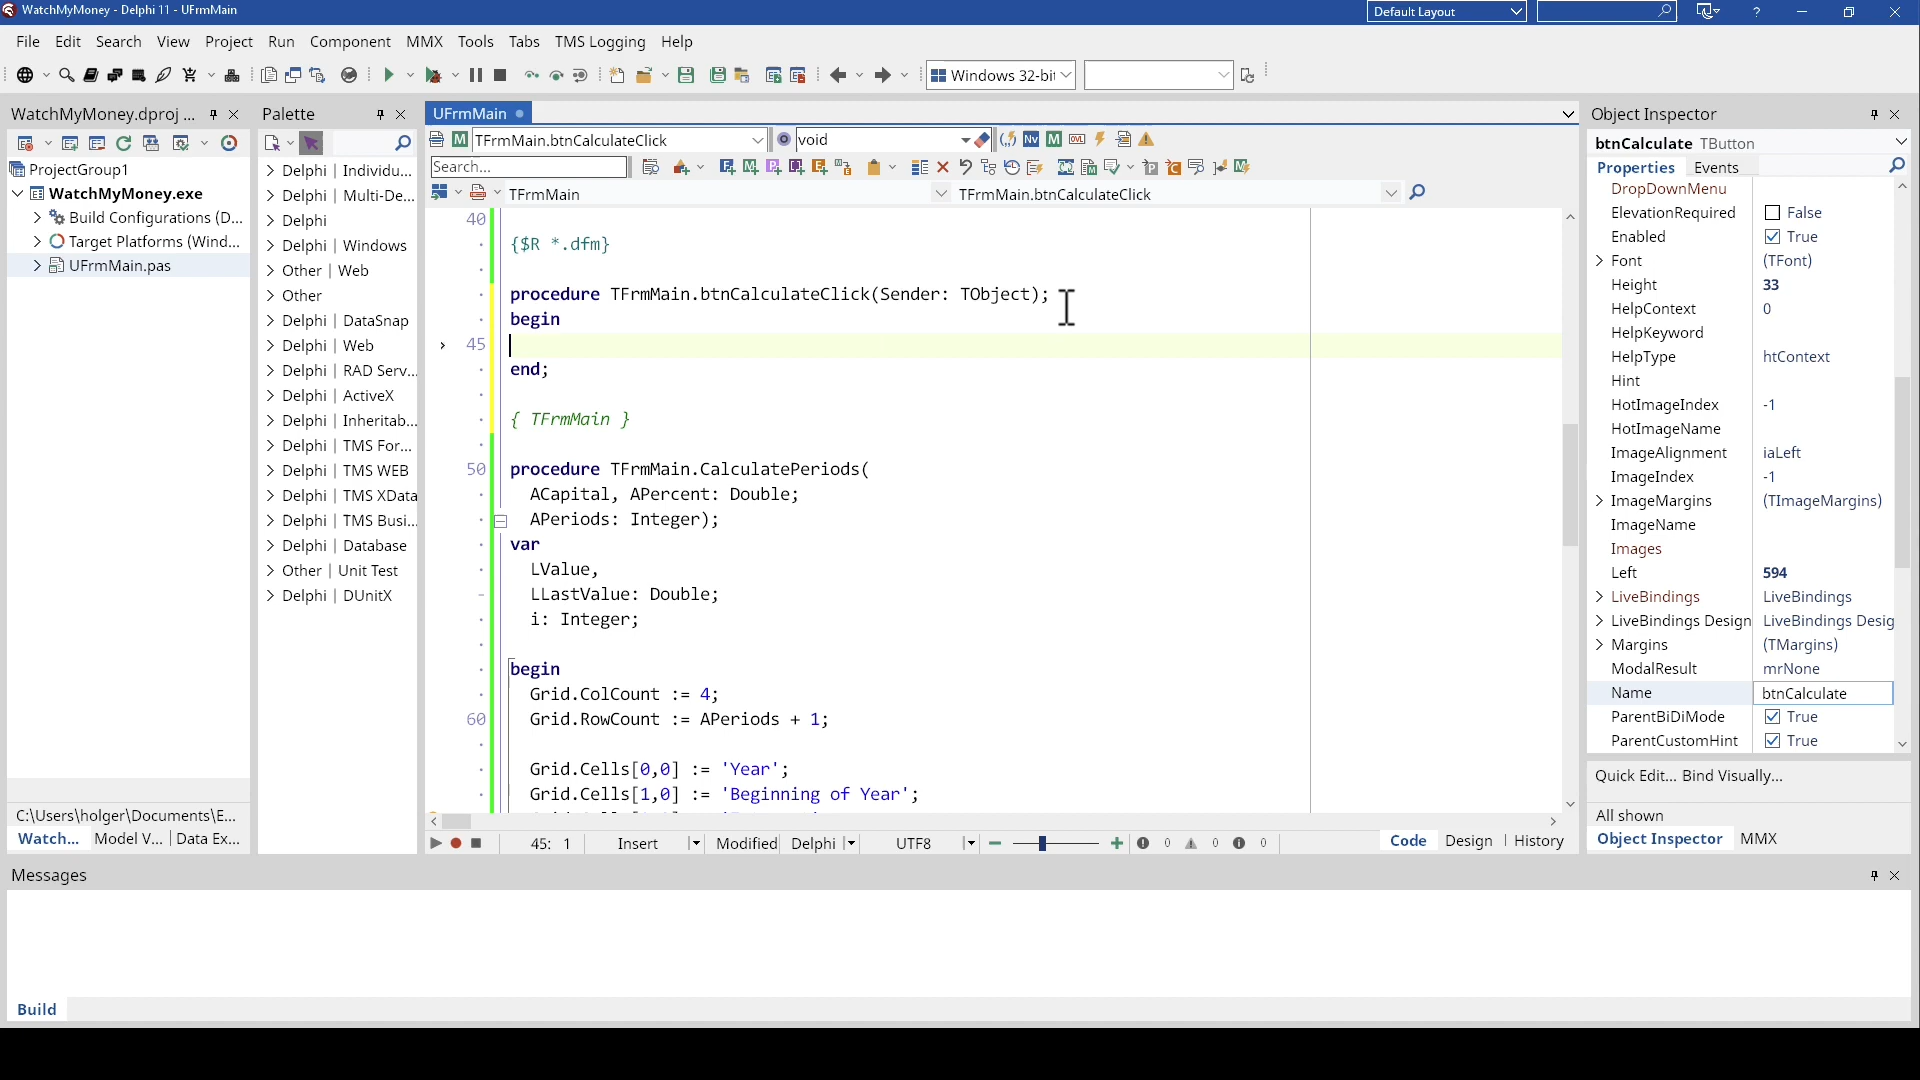 WatchMyMoney - Delphi 11 - UFrmMain
Default Layout
File Edit Search View Project Run Component MMX Tools Tabs TMS Logging Help
Windows 32-bit
WatchMyMoney.dproj ...
Palette
UFrmMain
Object Inspector
TFrmMain.btnCalculateClick
void
btnCalculate TButton
Search...
Properties Events
TFrmMain
TFrmMain.btnCalculateClick
ProjectGroup1
WatchMyMoney.exe
Build Configurations (D...
Target Platforms (Wind...
UFrmMain.pas
Delphi | Individu...
Delphi | Multi-De...
Delphi
Delphi | Windows
Other | Web
Other
Delphi | DataSnap
Delphi | Web
Delphi | RAD Serv...
Delphi | ActiveX
Delphi | Inheritab...
Delphi | TMS For...
Delphi | TMS WEB
Delphi | TMS XData
Delphi | TMS Busi...
Delphi | Database
Other | Unit Test
Delphi | DUnitX
40
{$R *.dfm}
procedure TFrmMain.btnCalculateClick(Sender: TObject);
begin
45
end;
{ TFrmMain }
50 procedure TFrmMain.CalculatePeriods(
ACapital, APercent: Double;
APeriods: Integer);
var
LValue,
LLastValue: Double;
i: Integer;
begin
Grid.ColCount := 4;
60 Grid.RowCount := APeriods + 1;
Grid.Cells[0,0] := 'Year';
Grid.Cells[1,0] := 'Beginning of Year';
DropDownMenu
ElevationRequired False
Enabled True
Font (TFont)
Height 33
HelpContext 0
HelpKeyword
HelpType htContext
Hint
HotImageIndex -1
HotImageName
ImageAlignment iaLeft
ImageIndex -1
ImageMargins (TImageMargins)
ImageName
Images
Left 594
LiveBindings LiveBindings
LiveBindings Design LiveBindings Desig
Margins (TMargins)
ModalResult mrNone
Name btnCalculate
ParentBiDiMode True
ParentCustomHint True
Quick Edit... Bind Visually...
All shown
Object Inspector MMX
C:\Users\holger\Documents\E...
Watch... Model V... Data Ex...
45: 1 Insert Modified Delphi UTF8 0 0 0
Code Design History
Messages
Build